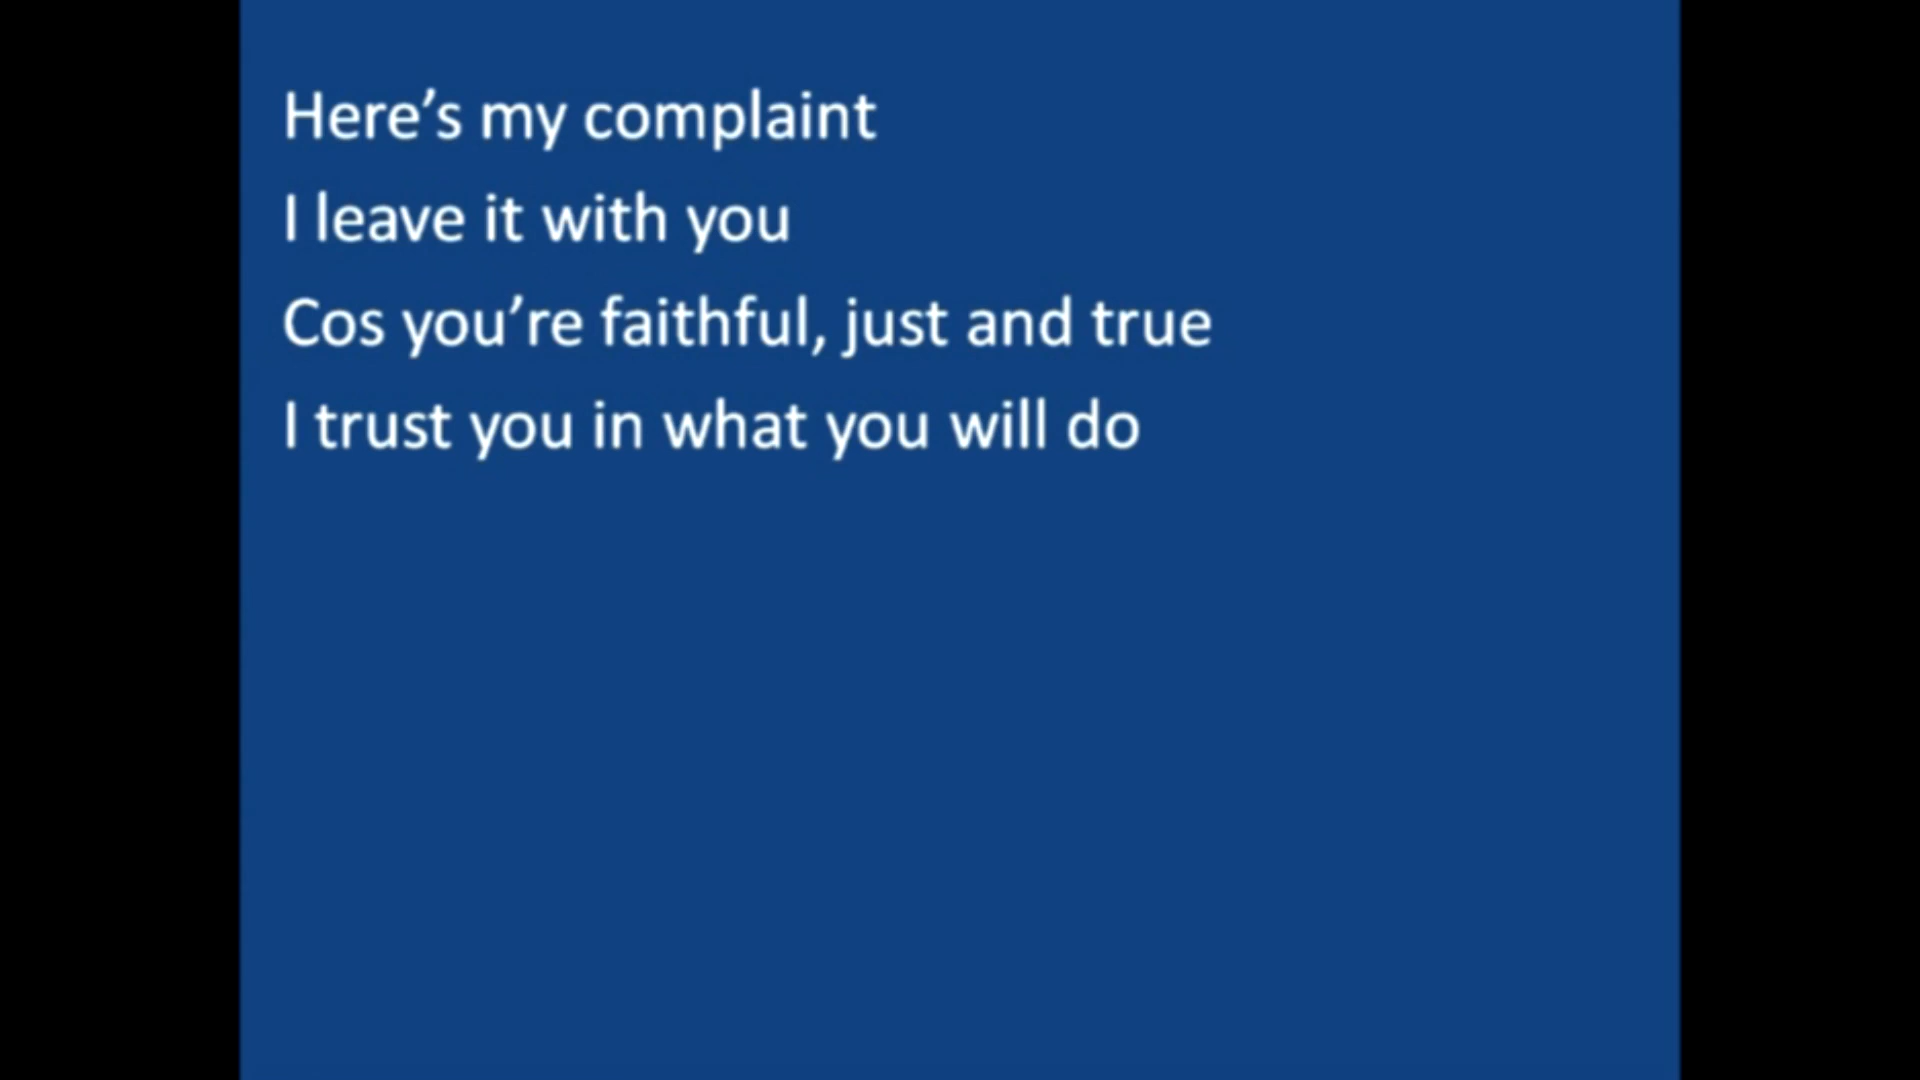 Here’s my complaint
I leave it with you
Cos you’re faithful, just and true
I trust you in what you will do